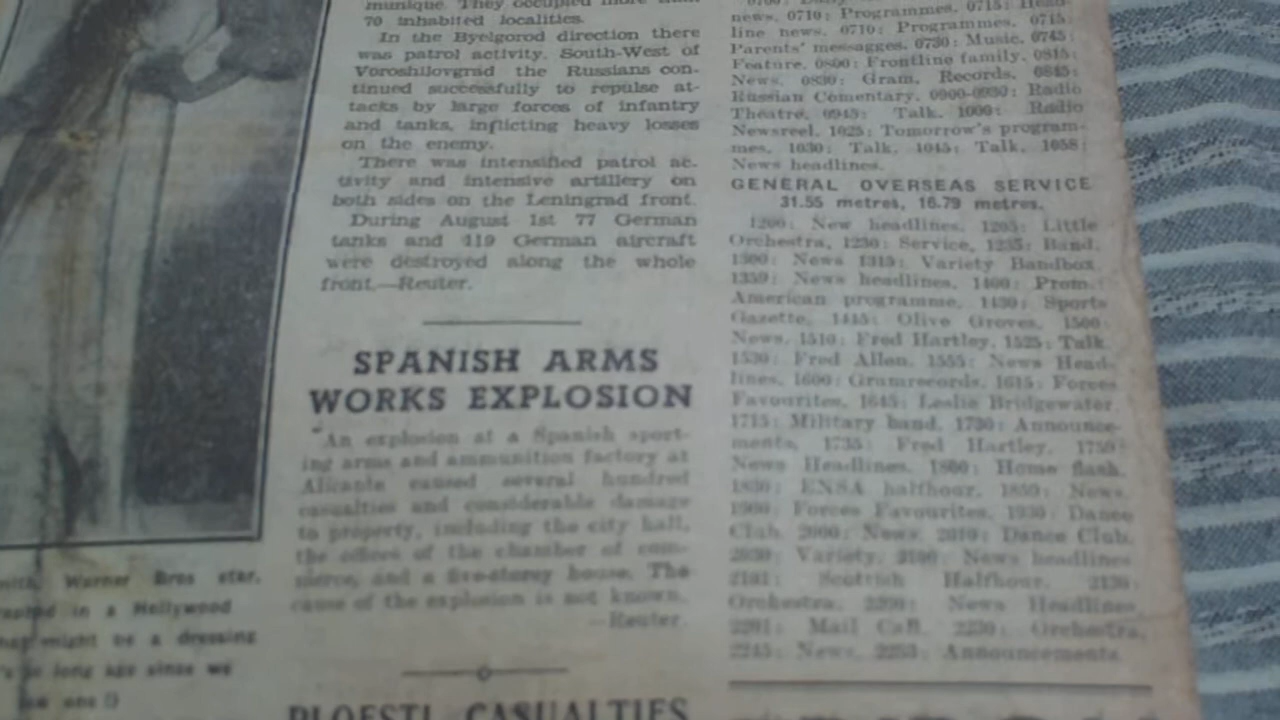 munique. They occupied more than
70 inhabited localities.
In the Byelgorod direction there
was patrol activity. South-West of
Voroshilovgrad the Russians con-
tinued successfully to repulse at-
tacks by large forces of infantry
and tanks, inflicting heavy losses
on the enemy.
There was intensified patrol ac-
tivity and intensive artillery on
both sides on the Leningrad front.
During August 1st 77 German
tanks and 119 German aircraft
were destroyed along the whole
front.—Reuter.
SPANISH ARMS
WORKS EXPLOSION
An explosion at a Spanish sport-
ing arms and ammunition factory at
Alicante caused several hundred
casualties and considerable damage
to property, including the city hall,
the offices of the chamber of com-
merce, and a five-storey house. The
cause of the explosion is not known.
—Reuter.
PLOESTI CASUALTIES
news, 0710: Programmes, 0715: Head-
line news, 0710: Programmes, 0715:
Parents' messagges, 0730: Music, 0745:
Feature, 0800: Frontline family, 0815:
News, 0830: Gram, Records, 0845:
Russian Comentary, 0900-0930: Radio
Theatre, 0945: Talk, 1000: Radio
Newsreel, 1025: Tomorrow's program-
mes, 1030: Talk, 1045: Talk, 1058:
News headlines.
GENERAL OVERSEAS SERVICE
31.55 metres, 16.79 metres.
1200: New headlines, 1205: Little
Orchestra, 1230: Service, 1235: Band,
1300: News 1315: Variety Bandbox
1359: News headlines, 1400: Prom.
American programme, 1430: Sports
Gazette, 1445: Olive Groves, 1500
News, 1510: Fred Hartley, 1525: Talk
1530: Fred Allen, 1555: News Head-
lines, 1600: Gramrecords, 1615: Forces
Favourites, 1645: Leslie Bridgewater
1715: Military band, 1730: Announce-
ments, 1735: Fred Hartley, 1759
News Headlines, 1800: Home flash,
1830: ENSA halfhour, 1859: News,
1900: Forces Favourites, 1930: Dance
Club, 2000: News, 2010: Dance Club,
2030: Variety, 2100: News headlines
2101: Scottish Halfhour, 2130:
Orchestra, 2200: News Headlines,
2201: Mail Call, 2230: Orchestra,
2245: News, 2255: Announcements
Warner Bros star,
in a Hollywood
might be a dressing
long ago since we
one!)